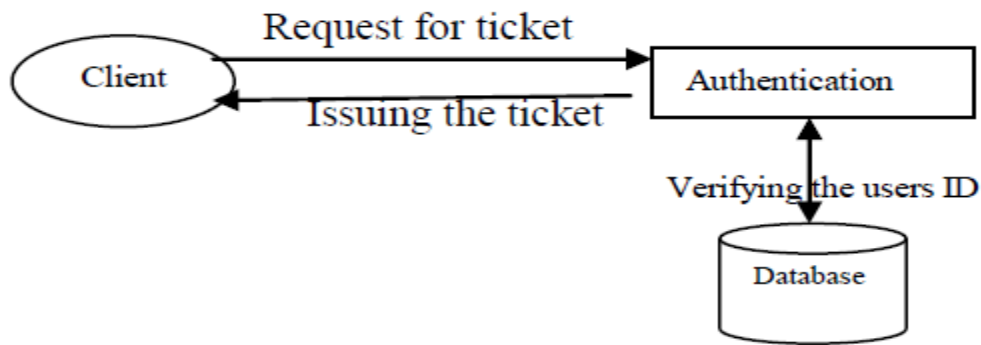 Request for ticket
Client
Authentication
Issuing the ticket
Verifying the users ID
Database